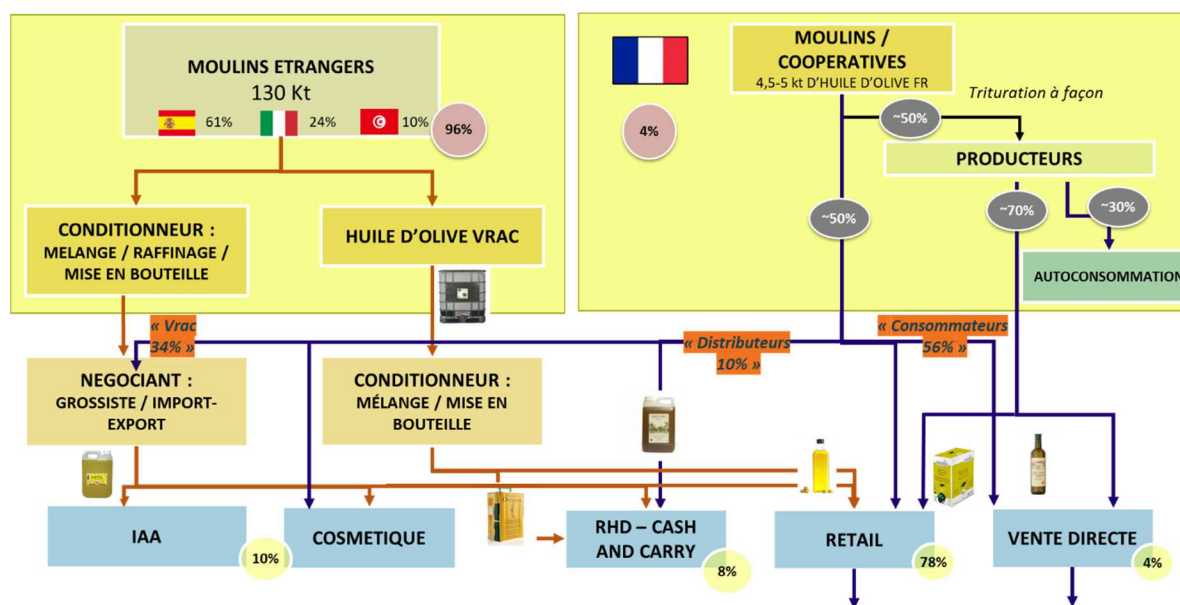 MOULINS ETRANGERS
130 Kt
61%
24%
10%
96%
MOULINS /
COOPERATIVES
4,5-5 kt D'HUILE D'OLIVE FR
4%
Trituration à façon
~50%
PRODUCTEURS
~50%
~70%
~30%
AUTOCONSOMMATION
CONDITIONNEUR :
MELANGE / RAFFINAGE /
MISE EN BOUTEILLE
HUILE D'OLIVE VRAC
« Vrac
34% »
« Distributeurs
10% »
« Consommateurs
56% »
NEGOCIANT :
GROSSISTE / IMPORT-
EXPORT
CONDITIONNEUR :
MÉLANGE / MISE EN
BOUTEILLE
IAA
10%
COSMETIQUE
RHD – CASH
AND CARRY
8%
RETAIL
78%
VENTE DIRECTE
4%